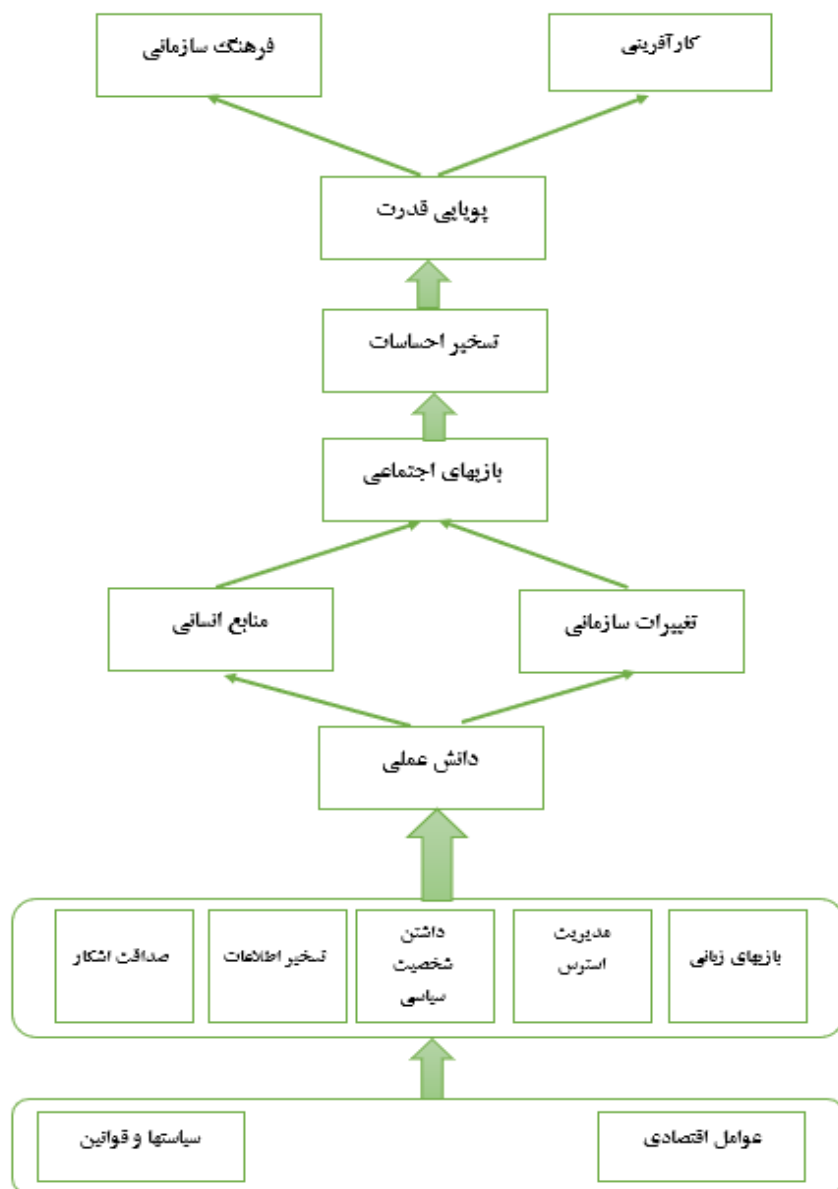 کارآفرینی
فرهنگ سازمانی
پویایی قدرت
تسخیر احساسات
بازیهای اجتماعی
تغییرات سازمانی
منابع انسانی
دانش عملی
بازیهای زبانی
مدیریت
استرس
داشتن
شخصیت
سیاسی
تسخیر اطلاعات
صداقت اشکار
عوامل اقتصادی
سیاستها و قوانین